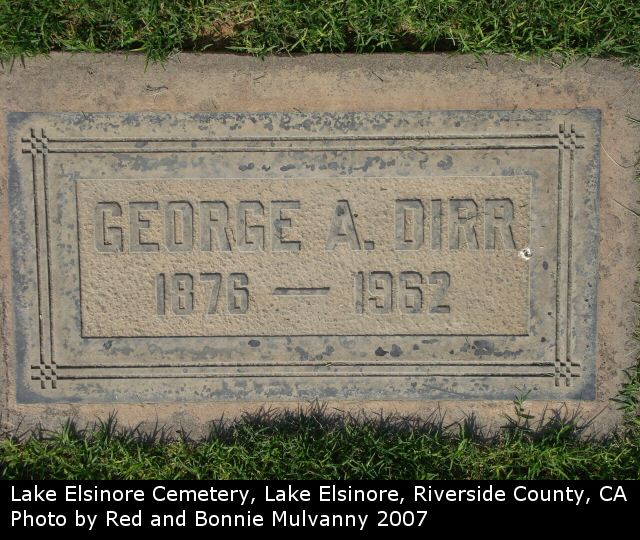 GEORGE A. DIRR
1876 — 1962
Lake Elsinore Cemetery, Lake Elsinore, Riverside County, CA
Photo by Red and Bonnie Mulvanny 2007